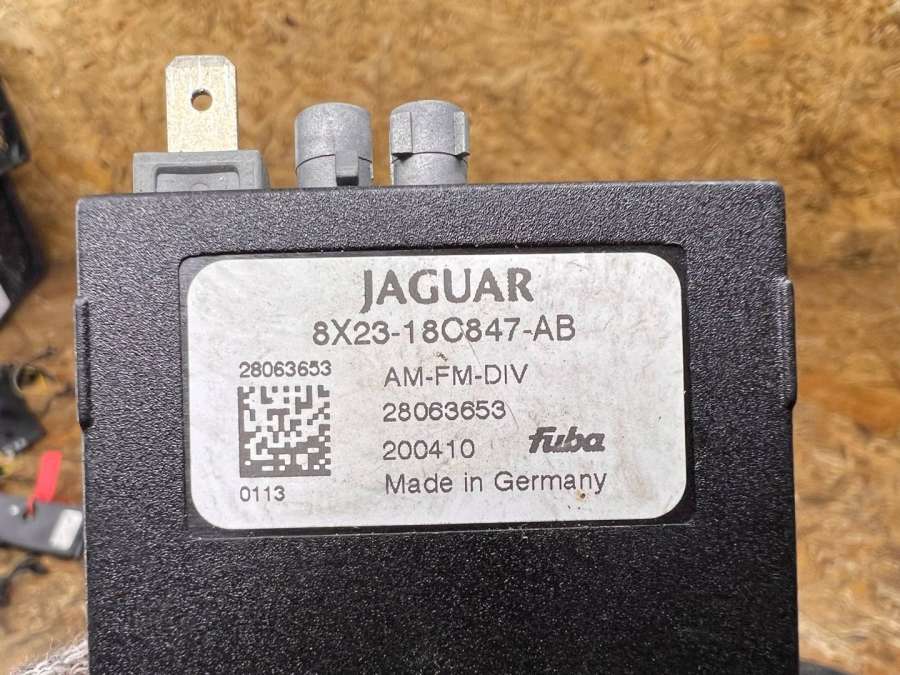 JAGUAR
8X23-18C847-AB
28063653
AM-FM-DIV
28063653
200410
fuba
0113
Made in Germany